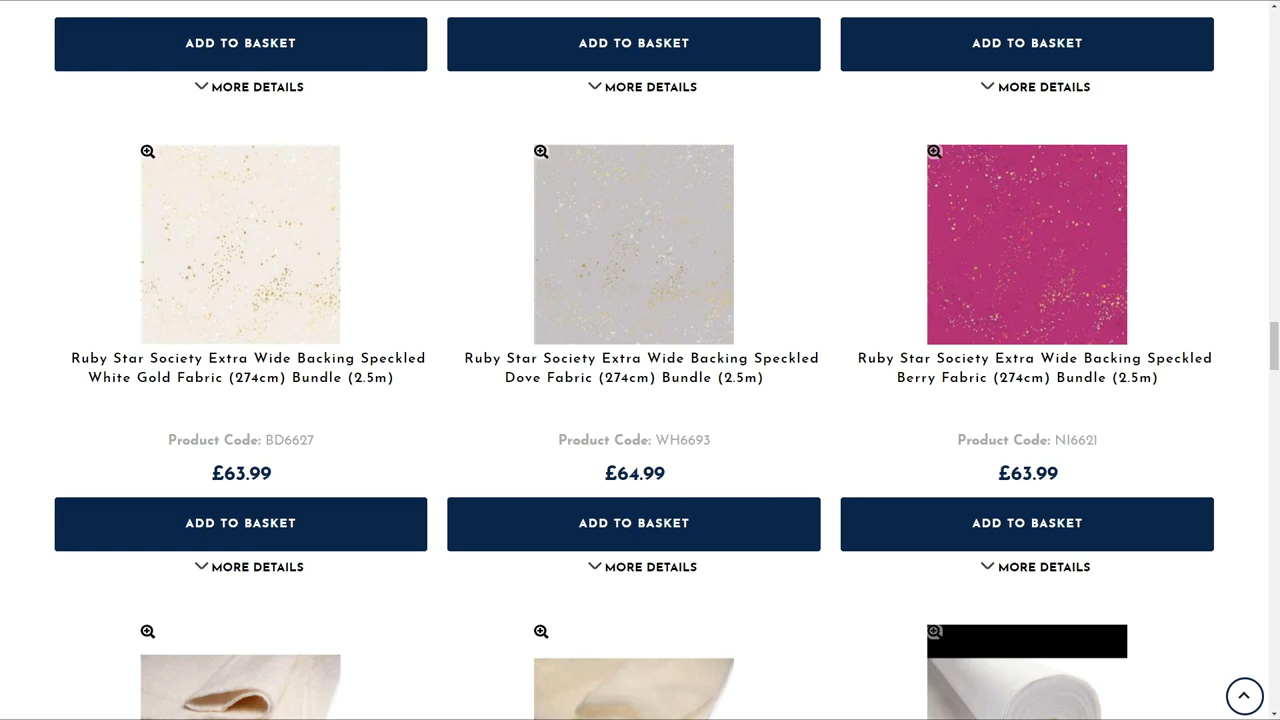 ADD TO BASKET
ADD TO BASKET
ADD TO BASKET
MORE DETAILS
MORE DETAILS
MORE DETAILS
Ruby Star Society Extra Wide Backing Speckled
White Gold Fabric (274cm) Bundle (2.5m)
Product Code: BD6627
£63.99
ADD TO BASKET
MORE DETAILS
Ruby Star Society Extra Wide Backing Speckled
Dove Fabric (274cm) Bundle (2.5m)
Product Code: WH6693
£64.99
ADD TO BASKET
MORE DETAILS
Ruby Star Society Extra Wide Backing Speckled
Berry Fabric (274cm) Bundle (2.5m)
Product Code: NI6621
£63.99
ADD TO BASKET
MORE DETAILS